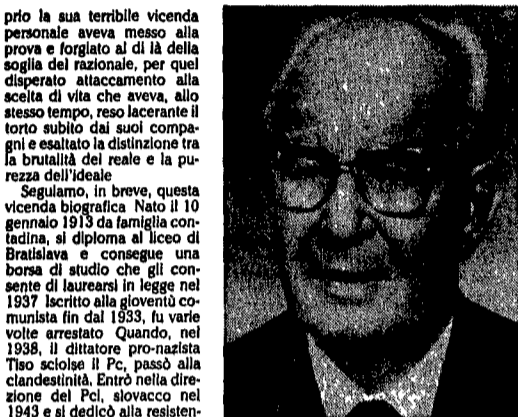 prio la sua terribile vicenda
personale aveva messo alla
prova e forgiato al di là della
soglia del razionale, per quel
disperato attaccamento alla
scelta di vita che aveva, allo
stesso tempo, reso lacerante il
torto subito dai suoi compa-
gni e esaltato la distinzione tra
la brutalità del reale e la pu-
rezza dell'ideale
Seguiamo, in breve, questa
vicenda biografica Nato il 10
gennaio 1913 da famiglia con-
tadina, si diploma al liceo di
Bratislava e consegue una
borsa di studio che gli con-
sente di laurearsi in legge nel
1937 Iscritto alla gioventù co-
munista fin dal 1933, fu varie
volte arrestato Quando, nel
1938, il dittatore pro-nazista
Tiso sciolse il Pc, passò alla
clandestinità. Entrò nella dire-
zione del Pci, slovacco nel
1943 e si dedicò alla resisten-